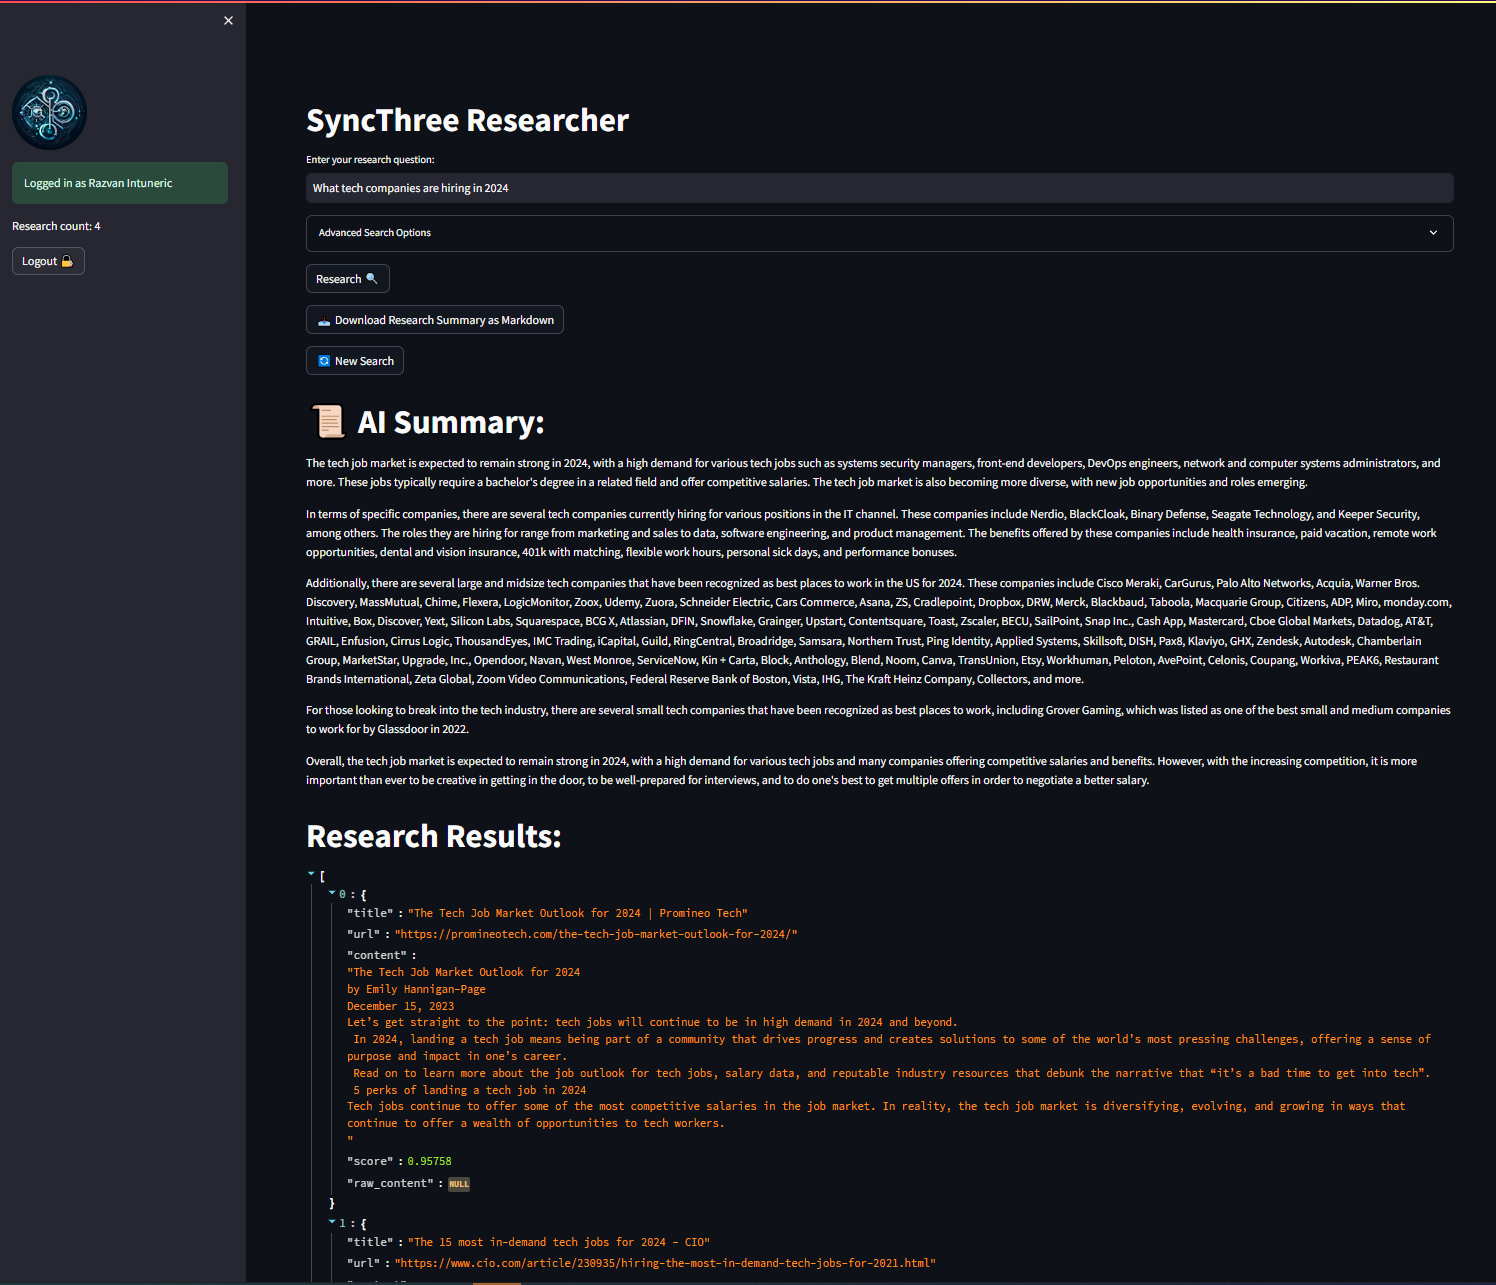 Logged in as Razvan Intuneric
Research count: 4
Logout
SyncThree Researcher
Enter your research question:
What tech companies are hiring in 2024
Advanced Search Options
Research
Download Research Summary as Markdown
New Search
AI Summary:
The tech job market is expected to remain strong in 2024, with a high demand for various tech jobs such as systems security managers, front-end developers, DevOps engineers, network and computer systems administrators, and
more. These jobs typically require a bachelor's degree in a related field and offer competitive salaries. The tech job market is also becoming more diverse, with new job opportunities and roles emerging.
In terms of specific companies, there are several tech companies currently hiring for various positions in the IT channel. These companies include Nerdio, BlackCloak, Binary Defense, Seagate Technology, and Keeper Security,
among others. The roles they are hiring for range from marketing and sales to data, software engineering, and product management. The benefits offered by these companies include health insurance, paid vacation, remote work
opportunities, dental and vision insurance, 401k with matching, flexible work hours, personal sick days, and performance bonuses.
Additionally, there are several large and midsize tech companies that have been recognized as best places to work in the US for 2024. These companies include Cisco Meraki, CarGurus, Palo Alto Networks, Acquia, Warner Bros.
Discovery, MassMutual, Chime, Flexera, LogicMonitor, Zoox, Udemy, Zuora, Schneider Electric, Cars Commerce, Asana, ZS, Cradlepoint, Dropbox, DRW, Merck, Blackbaud, Taboola, Macquarie Group, Citizens, ADP, Miro, monday.com,
Intuitive, Box, Discover, Yext, Silicon Labs, Squarespace, BCG X, Atlassian, DFIN, Snowflake, Grainger, Upstart, Contentsquare, Toast, Zscaler, BECU, SailPoint, Snap Inc., Cash App, Mastercard, Cboe Global Markets, Datadog, AT&T,
GRAIL, Enfusion, Cirrus Logic, ThousandEyes, IMC Trading, iCapital, Guild, RingCentral, Broadridge, Samsara, Northern Trust, Ping Identity, Applied Systems, Skillsoft, DISH, Pax8, Klaviyo, GHX, Zendesk, Autodesk, Chamberlain
Group, MarketStar, Upgrade, Inc., Opendoor, Navan, West Monroe, ServiceNow, Kin + Carta, Block, Anthology, Blend, Noom, Canva, TransUnion, Etsy, Workhuman, Peloton, AvePoint, Celonis, Coupang, Workiva, PEAK6, Restaurant
Brands International, Zeta Global, Zoom Video Communications, Federal Reserve Bank of Boston, Vista, IHG, The Kraft Heinz Company, Collectors, and more.
For those looking to break into the tech industry, there are several small tech companies that have been recognized as best places to work, including Grover Gaming, which was listed as one of the best small and medium companies
to work for by Glassdoor in 2022.
Overall, the tech job market is expected to remain strong in 2024, with a high demand for various tech jobs and many companies offering competitive salaries and benefits. However, with the increasing competition, it is more
important than ever to be creative in getting in the door, to be well-prepared for interviews, and to do one's best to get multiple offers in order to negotiate a better salary.
Research Results:
[
0 : {
"title" : "The Tech Job Market Outlook for 2024 | Promineo Tech"
"url" : "https://promineotech.com/the-tech-job-market-outlook-for-2024/"
"content" :
"The Tech Job Market Outlook for 2024
by Emily Hannigan-Page
December 15, 2023
Let’s get straight to the point: tech jobs will continue to be in high demand in 2024 and beyond.
In 2024, landing a tech job means being part of a community that drives progress and creates solutions to some of the world’s most pressing challenges, offering a sense of
purpose and impact in one’s career.
Read on to learn more about the job outlook for tech jobs, salary data, and reputable industry resources that debunk the narrative that “it’s a bad time to get into tech”.
5 perks of landing a tech job in 2024
Tech jobs continue to offer some of the most competitive salaries in the job market. In reality, the tech job market is diversifying, evolving, and growing in ways that
continue to offer a wealth of opportunities to tech workers.
"
"score" : 0.95758
"raw_content" : NULL
}
1 : {
"title" : "The 15 most in-demand tech jobs for 2024 – CIO"
"url" : "https://www.cio.com/article/230935/hiring-the-most-in-demand-tech-jobs-for-2021.html"